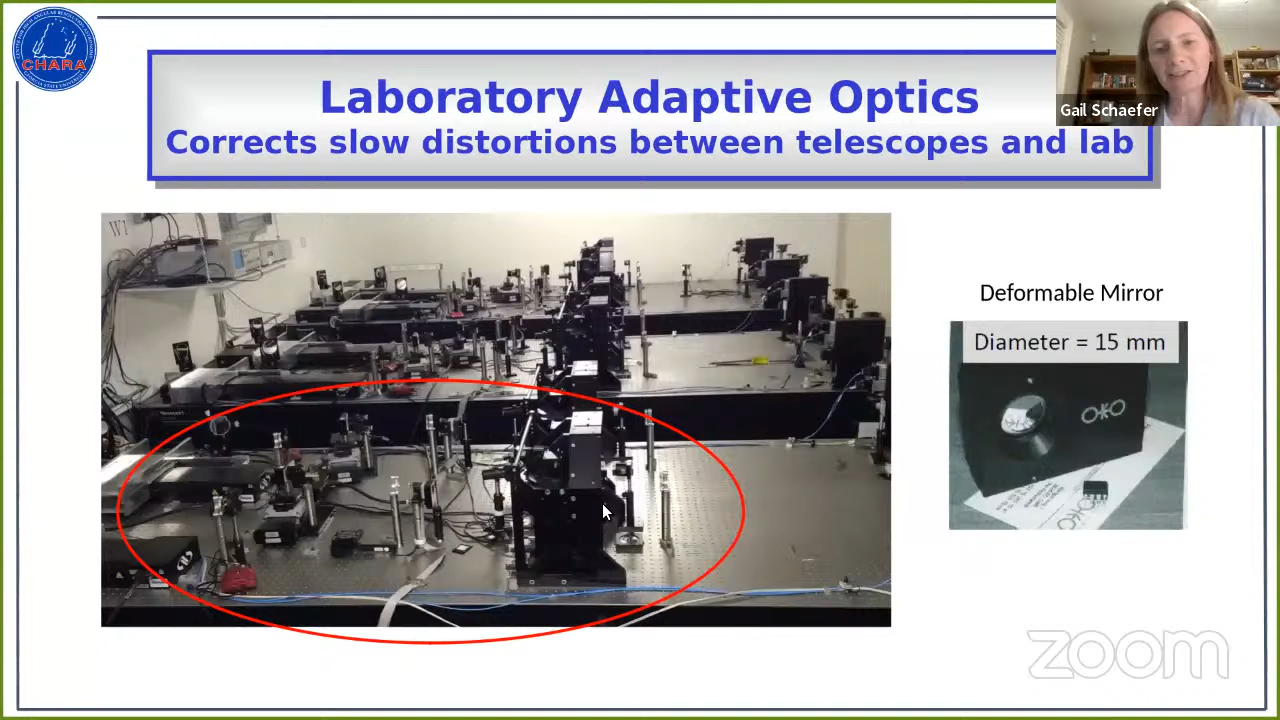 CHARA
Laboratory Adaptive Optics
Corrects slow distortions between telescopes and lab
Gail Schaefer
W1
Deformable Mirror
Diameter = 15 mm
OKO
zoom